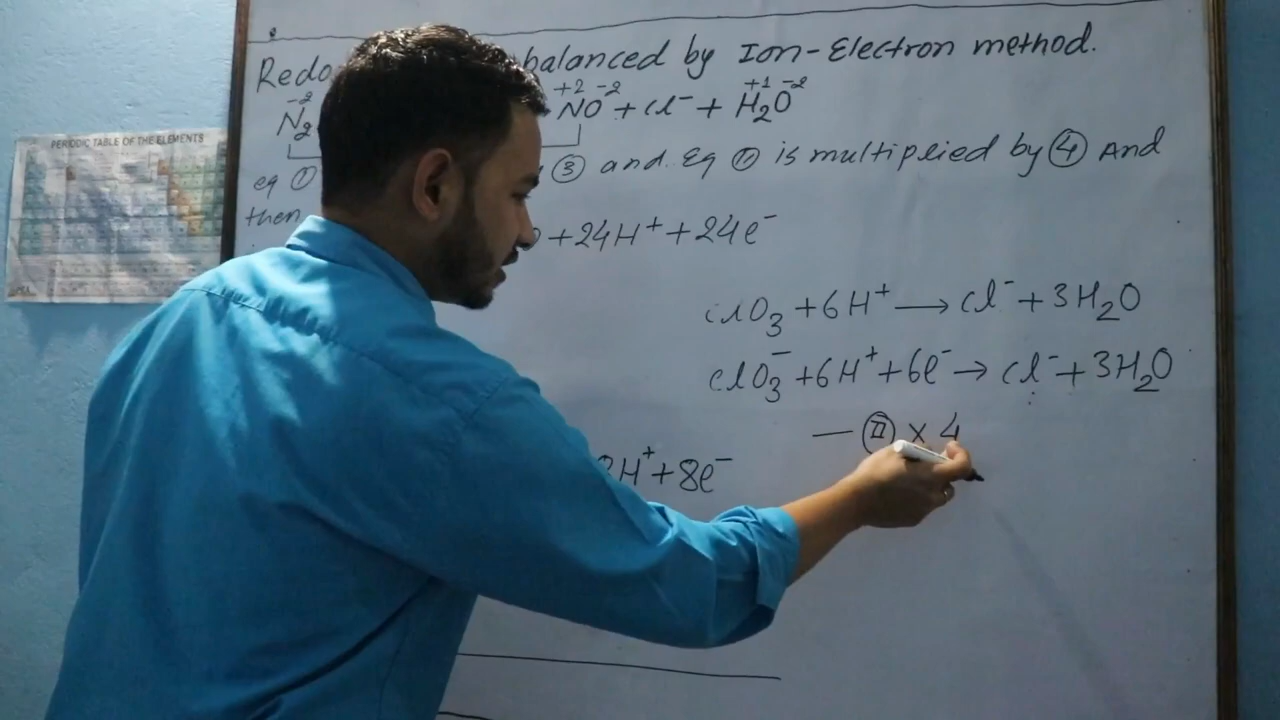 PERIODIC TABLE OF THE ELEMENTS
Redo balanced by Ion-Electron method.
-2 +2 -2 +1 -2
N₂ NO + Cl⁻ + H₂O
eq ① ③ and Eq ⑪ is multiplied by ④ And
then
+24H⁺ +24e⁻
ClO₃ +6H⁺ → Cl⁻ +3H₂O
ClO₃⁻ +6H⁺ +6e⁻ → Cl⁻ +3H₂O
— Ⅱ × 4
H⁺ +8e⁻